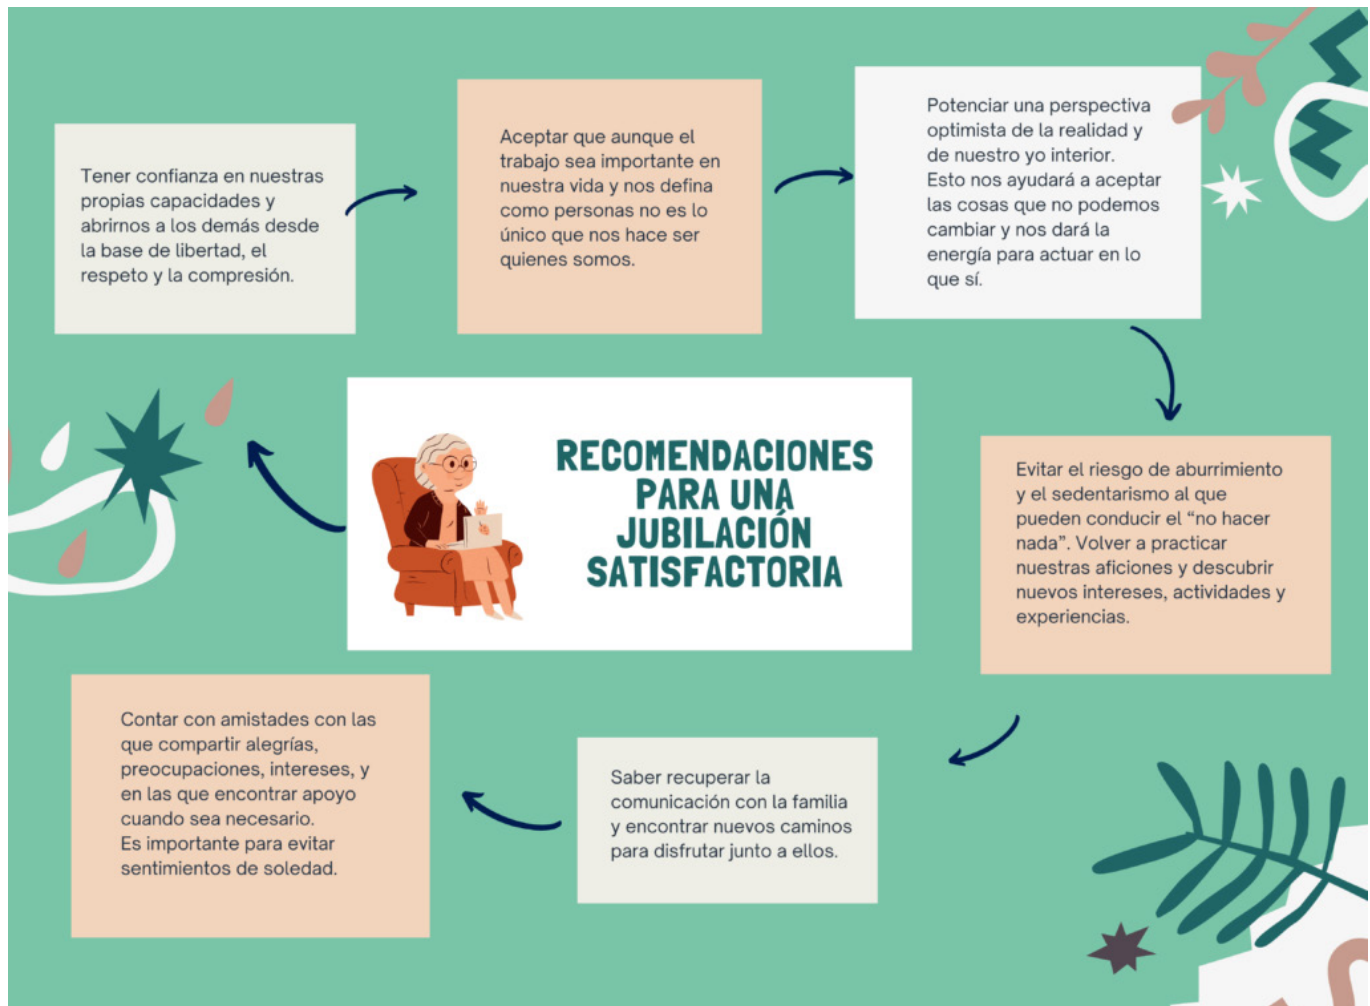 RECOMENDACIONES
PARA UNA
JUBILACIÓN
SATISFACTORIA
Tener confianza en nuestras
propias capacidades y
abrirnos a los demás desde
la base de libertad, el
respeto y la compresión.
Aceptar que aunque el
trabajo sea importante en
nuestra vida y nos defina
como personas no es lo
único que nos hace ser
quienes somos.
Potenciar una perspectiva
optimista de la realidad y
de nuestro yo interior.
Esto nos ayudará a aceptar
las cosas que no podemos
cambiar y nos dará la
energía para actuar en lo
que sí.
Evitar el riesgo de aburrimiento
y el sedentarismo al que
pueden conducir el “no hacer
nada”. Volver a practicar
nuestras aficiones y descubrir
nuevos intereses, actividades y
experiencias.
Saber recuperar la
comunicación con la familia
y encontrar nuevos caminos
para disfrutar junto a ellos.
Contar con amistades con las
que compartir alegrías,
preocupaciones, intereses, y
en las que encontrar apoyo
cuando sea necesario.
Es importante para evitar
sentimientos de soledad.